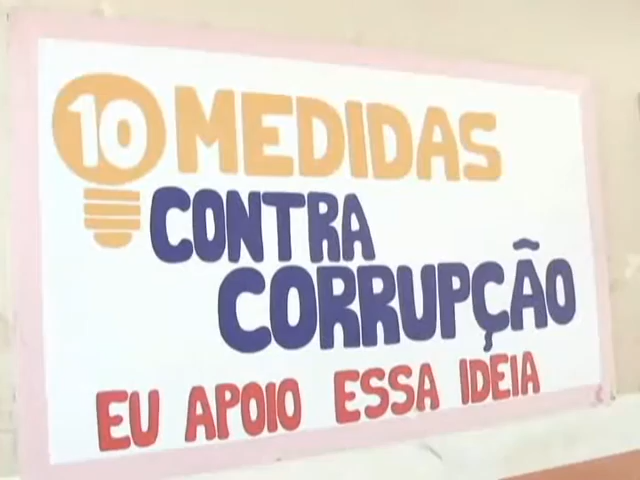 10 MEDIDAS
CONTRA
CORRUPÇÃO
EU APOIO ESSA IDEIA